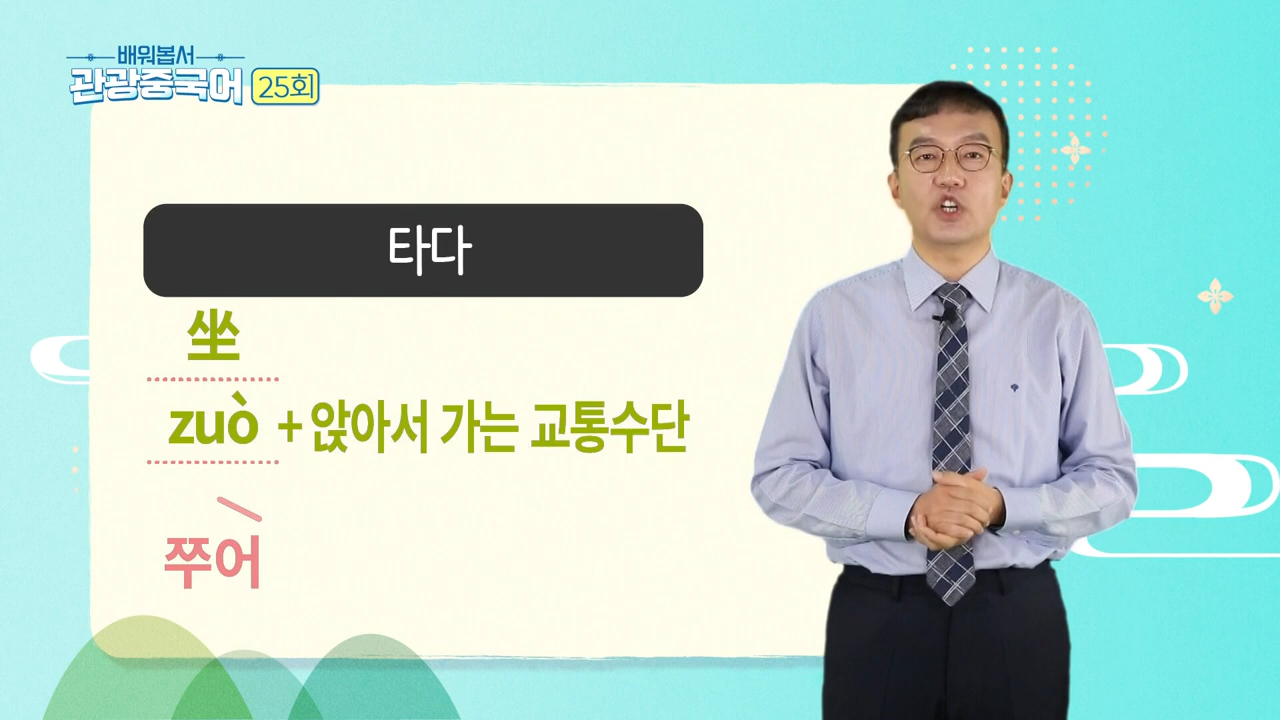 배워봅서
관광중국어 25회
타다
坐
zuò + 앉아서 가는 교통수단
쭈어